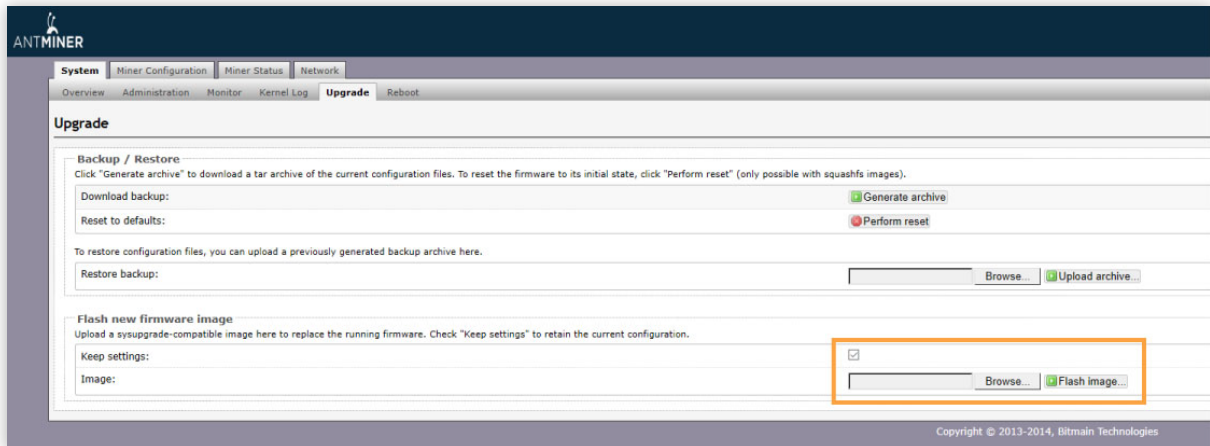 ANTMINER
System Miner Configuration Miner Status Network
Overview Administration Monitor Kernel Log Upgrade Reboot
Upgrade
Backup / Restore
Click "Generate archive" to download a tar archive of the current configuration files. To reset the firmware to its initial state, click "Perform reset" (only possible with squashfs images).
Download backup: Generate archive
Reset to defaults: Perform reset
To restore configuration files, you can upload a previously generated backup archive here.
Restore backup: Browse... Upload archive...
Flash new firmware image
Upload a sysupgrade-compatible image here to replace the running firmware. Check "Keep settings" to retain the current configuration.
Keep settings:
Image: Browse... Flash image...
Copyright © 2013-2014, Bitmain Technologies